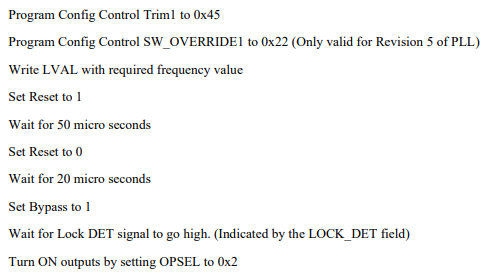 Program Config Control Trim1 to 0x45
Program Config Control SW_OVERRIDE1 to 0x22 (Only valid for Revision 5 of PLL)
Write LVAL with required frequency value
Set Reset to 1
Wait for 50 micro seconds
Set Reset to 0
Wait for 20 micro seconds
Set Bypass to 1
Wait for Lock DET signal to go high. (Indicated by the LOCK_DET field)
Turn ON outputs by setting OPSEL to 0x2